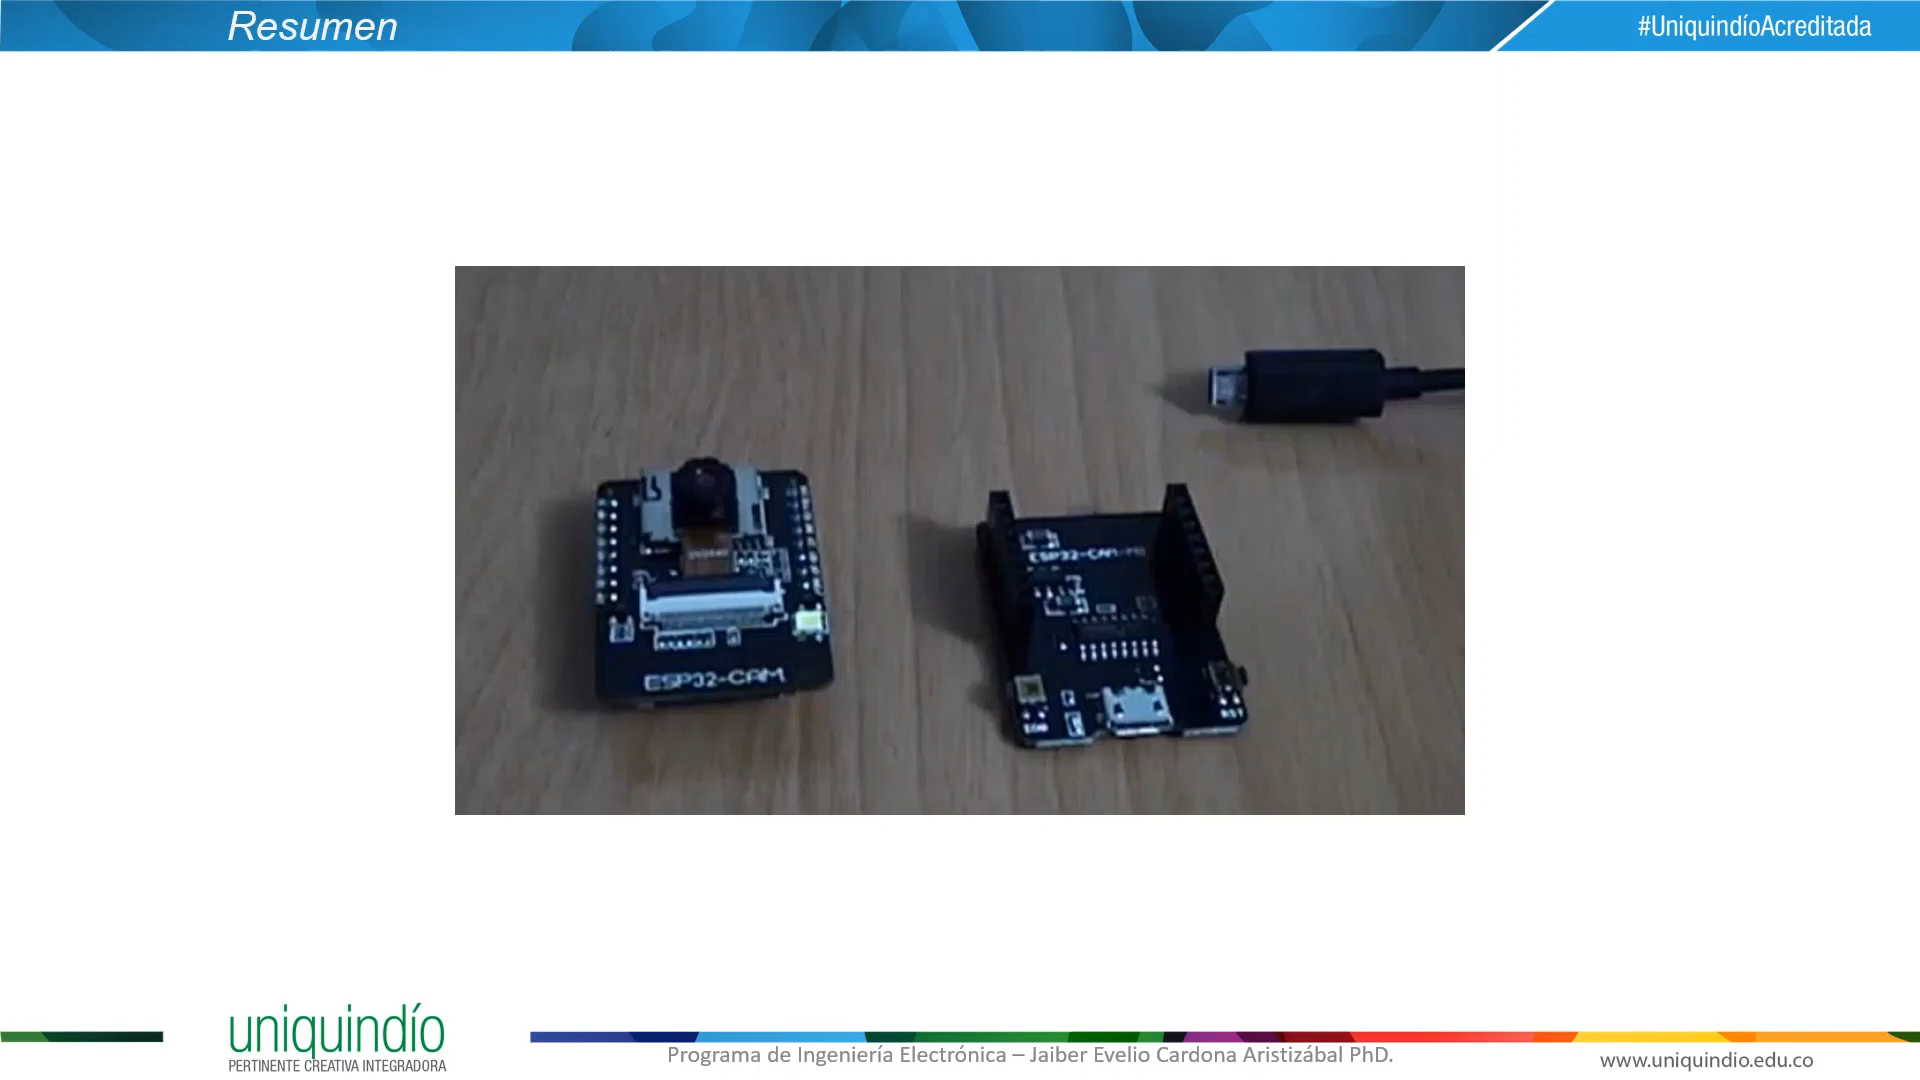 Resumen
#UniquindíoAcreditada
ESP32-CAM-MB
ESP32-CAM
RST
uniquindío
PERTINENTE CREATIVA INTEGRADORA
Programa de Ingeniería Electrónica – Jaiber Evelio Cardona Aristizábal PhD.
www.uniquindio.edu.co